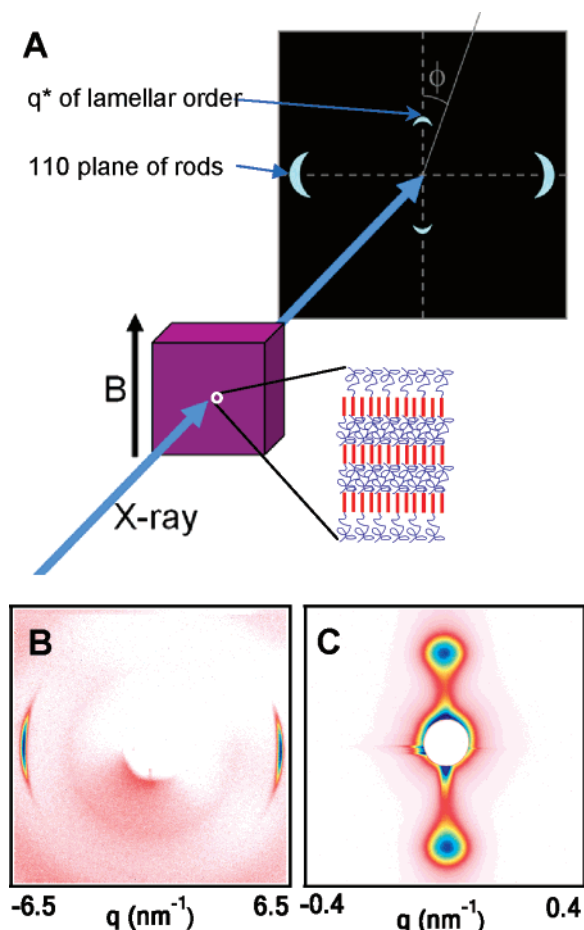 A
ϕ
q* of lamellar order
110 plane of rods
B
X-ray
B
C
-6.5 q (nm⁻¹) 6.5
-0.4 q (nm⁻¹) 0.4